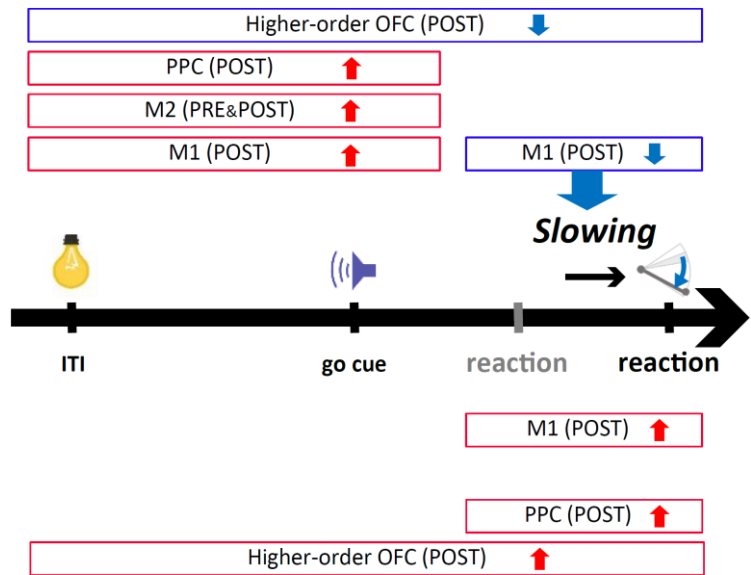 Higher-order OFC (POST)
PPC (POST)
M2 (PRE&POST)
M1 (POST)
M1 (POST)
Slowing
ITI
go cue
reaction
reaction
M1 (POST)
PPC (POST)
Higher-order OFC (POST)